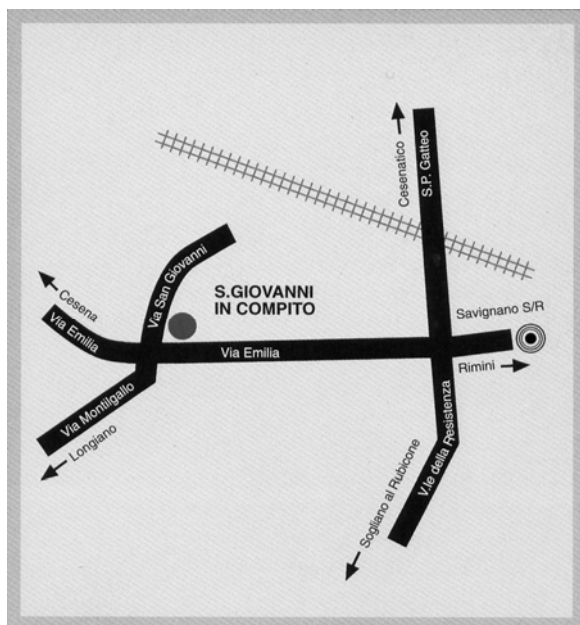 Cesenatico
S.P. Gatteo
Via San Giovanni
Cesena
Via Emilia
S.GIOVANNI
IN COMPITO
Via Emilia
Savignano S/R
Rimini
Via Montilgallo
Longiano
V.le della Resistenza
Sogliano al Rubicone